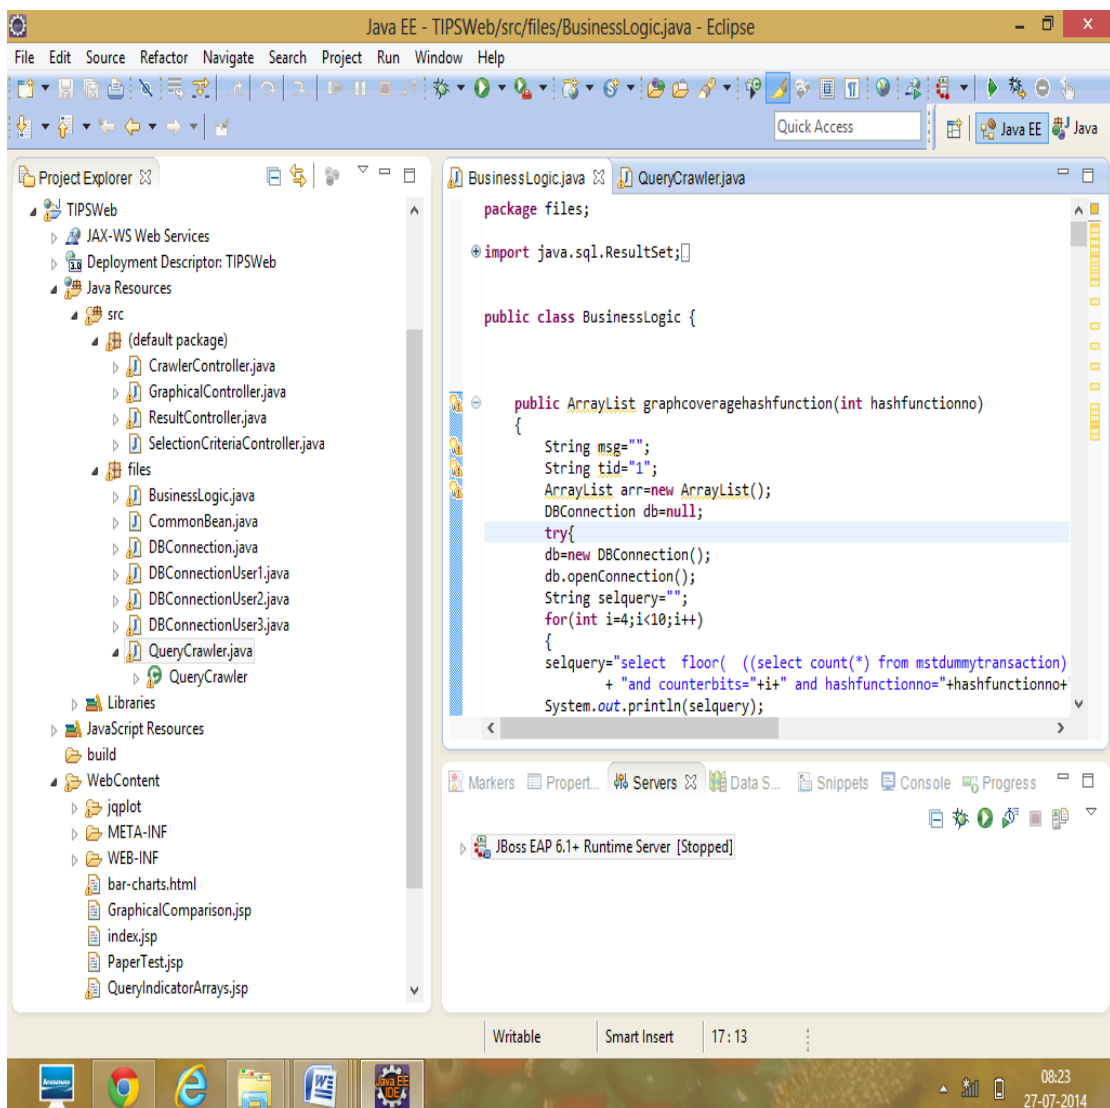 Java EE - TIPSWeb/src/files/BusinessLogic.java - Eclipse
File Edit Source Refactor Navigate Search Project Run Window Help
Quick Access
Java EE
Java
Project Explorer
TIPSWeb
JAX-WS Web Services
Deployment Descriptor: TIPSWeb
Java Resources
src
(default package)
CrawlerController.java
GraphicalController.java
ResultController.java
SelectionCriteriaController.java
files
BusinessLogic.java
CommonBean.java
DBConnection.java
DBConnectionUser1.java
DBConnectionUser2.java
DBConnectionUser3.java
QueryCrawler.java
QueryCrawler
Libraries
JavaScript Resources
build
WebContent
jqplot
META-INF
WEB-INF
bar-charts.html
GraphicalComparison.jsp
index.jsp
PaperTest.jsp
QueryIndicatorArrays.jsp
BusinessLogic.java QueryCrawler.java
package files;
import java.sql.ResultSet;
public class BusinessLogic {
public ArrayList graphcoveragehashfunction(int hashfunctionno)
{
String msg="";
String tid="1";
ArrayList arr=new ArrayList();
DBConnection db=null;
try{
db=new DBConnection();
db.openConnection();
String selquery="";
for(int i=4;i<10;i++)
{
selquery="select floor( ((select count(*) from mstdummytransaction)
+ "and counterbits="+i+" and hashfunctionno="+hashfunctionno+"
System.out.println(selquery);
Markers Propert... Servers Data S... Snippets Console Progress
JBoss EAP 6.1+ Runtime Server [Stopped]
Writable Smart Insert 17 : 13
lenovo
Java EE
IDE
08:23
27-07-2014